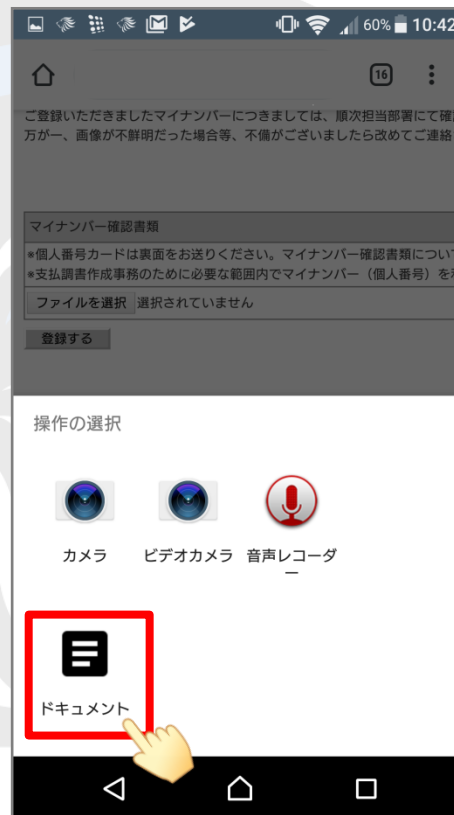 60% 10:42
16
ご登録いただきましたマイナンバーにつきましては、順次担当部署にて確
万が一、画像が不鮮明だった場合等、不備がございましたら改めてご連絡
マイナンバー確認書類
*個人番号カードは裏面をお送りください。マイナンバー確認書類につい
*支払調書作成事務のために必要な範囲内でマイナンバー（個人番号）を
ファイルを選択 選択されていません
登録する
操作の選択
カメラ ビデオカメラ 音声レコーダ
ー
ドキュメント